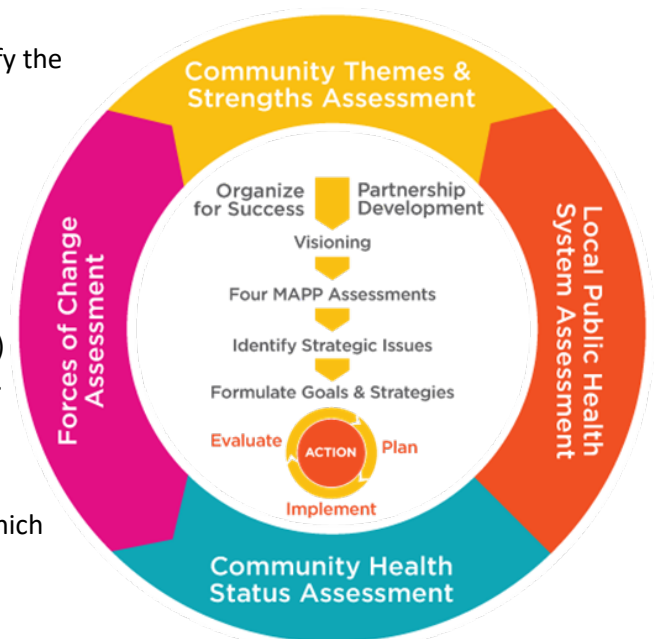 fy the
Community Themes &
Strengths Assessment
Organize
for Success
Partnership
Development
Visioning
Four MAPP Assessments
Identify Strategic Issues
Formulate Goals & Strategies
Evaluate
ACTION
Plan
Implement
Forces of Change
Assessment
Local Public Health
System Assessment
)
hich
Community Health
Status Assessment